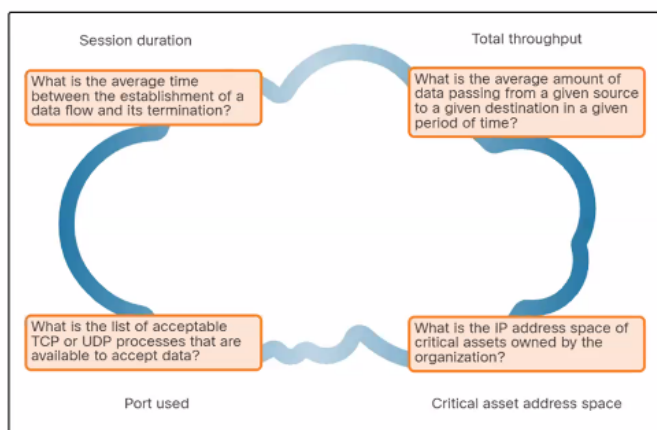 Session duration
What is the average time
between the establishment of a
data flow and its termination?
Total throughput
What is the average amount of
data passing from a given source
to a given destination in a given
period of time?
What is the list of acceptable
TCP or UDP processes that are
available to accept data?
Port used
What is the IP address space of
critical assets owned by the
organization?
Critical asset address space